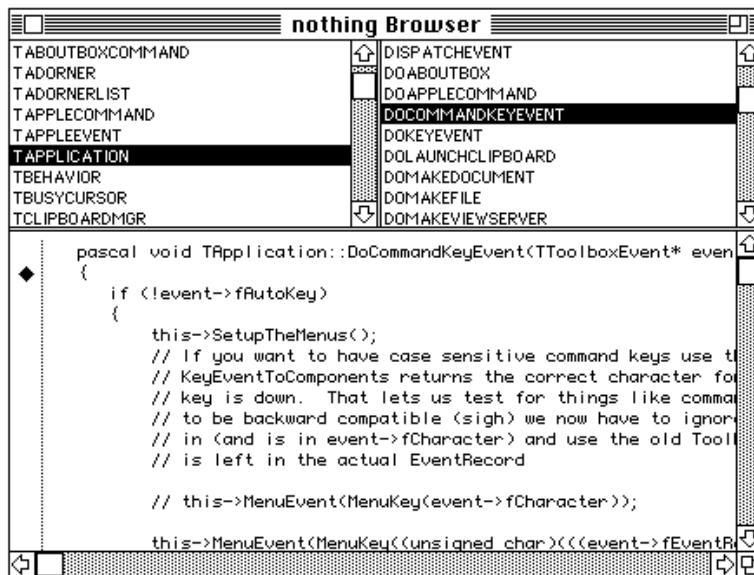 nothing Browser
TABOUTBOXCOMMAND
TADORNER
TADORNERLIST
TAPPLECOMMAND
TAPPLEEVENT
TAPPLICATION
TBEHAVIOR
TBUSYCURSOR
TCLIPBOARDMGR
DISPATCHEVENT
DOABOUTBOX
DOAPPLECOMMAND
DOCOMMANDKEYEVENT
DOKEYEVENT
DOLAUNCHCLIPBOARD
DOMAKEDOCUMENT
DOMAKEFILE
DOMAKEVIEWSERVER
pascal void TApplication::DoCommandKeyEvent(TToolboxEvent* even
{
if (!event->fAutoKey)
{
this->SetupTheMenus();
// If you want to have case sensitive command keys use t
// KeyEventToComponents returns the correct character fo
// key is down.  That lets us test for things like comma
// to be backward compatible (sigh) we now have to ignor
// in (and is in event->fCharacter) and use the old Tool
// is left in the actual EventRecord
// this->MenuEvent(MenuKey(event->fCharacter));
this->MenuEvent(MenuKey((unsigned char)(((event->fEventR